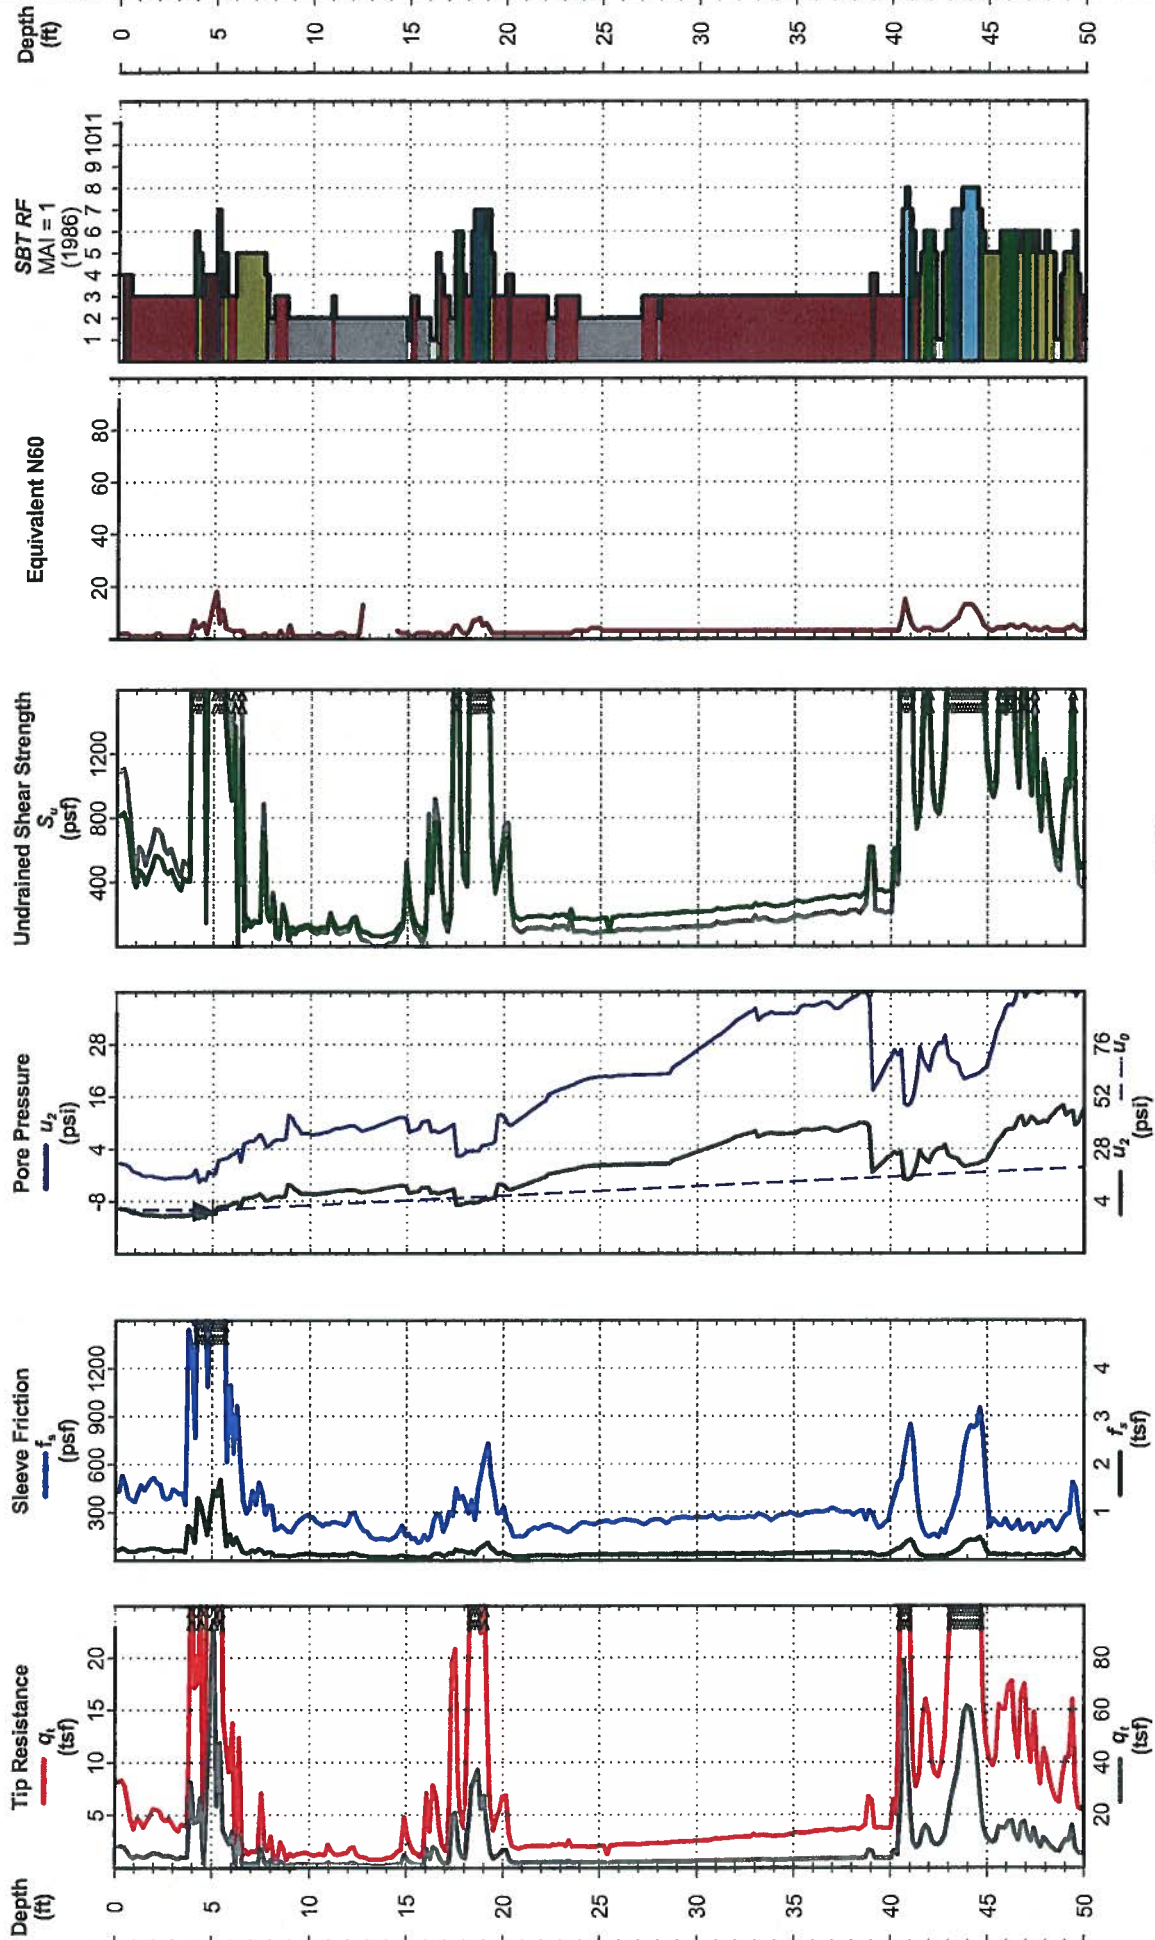 Depth
(ft)
0
5
10
15
20
25
30
35
40
45
50
Tip Resistance
qt
(tsf)
5
10
15
20
20
40
60
80
qt
(tsf)
Sleeve Friction
fs
(psf)
300
600
900
1200
1
2
3
4
fs
(tsf)
Pore Pressure
u2
(psi)
-8
4
16
28
4
28
52
76
u2
u0
(psi)
Undrained Shear Strength
Su
(psf)
400
800
1200
Equivalent N60
20
40
60
80
SBT RF
MAI = 1
(1986)
1 2 3 4 5 6 7 8 9 1011
Depth
(ft)
0
5
10
15
20
25
30
35
40
45
50